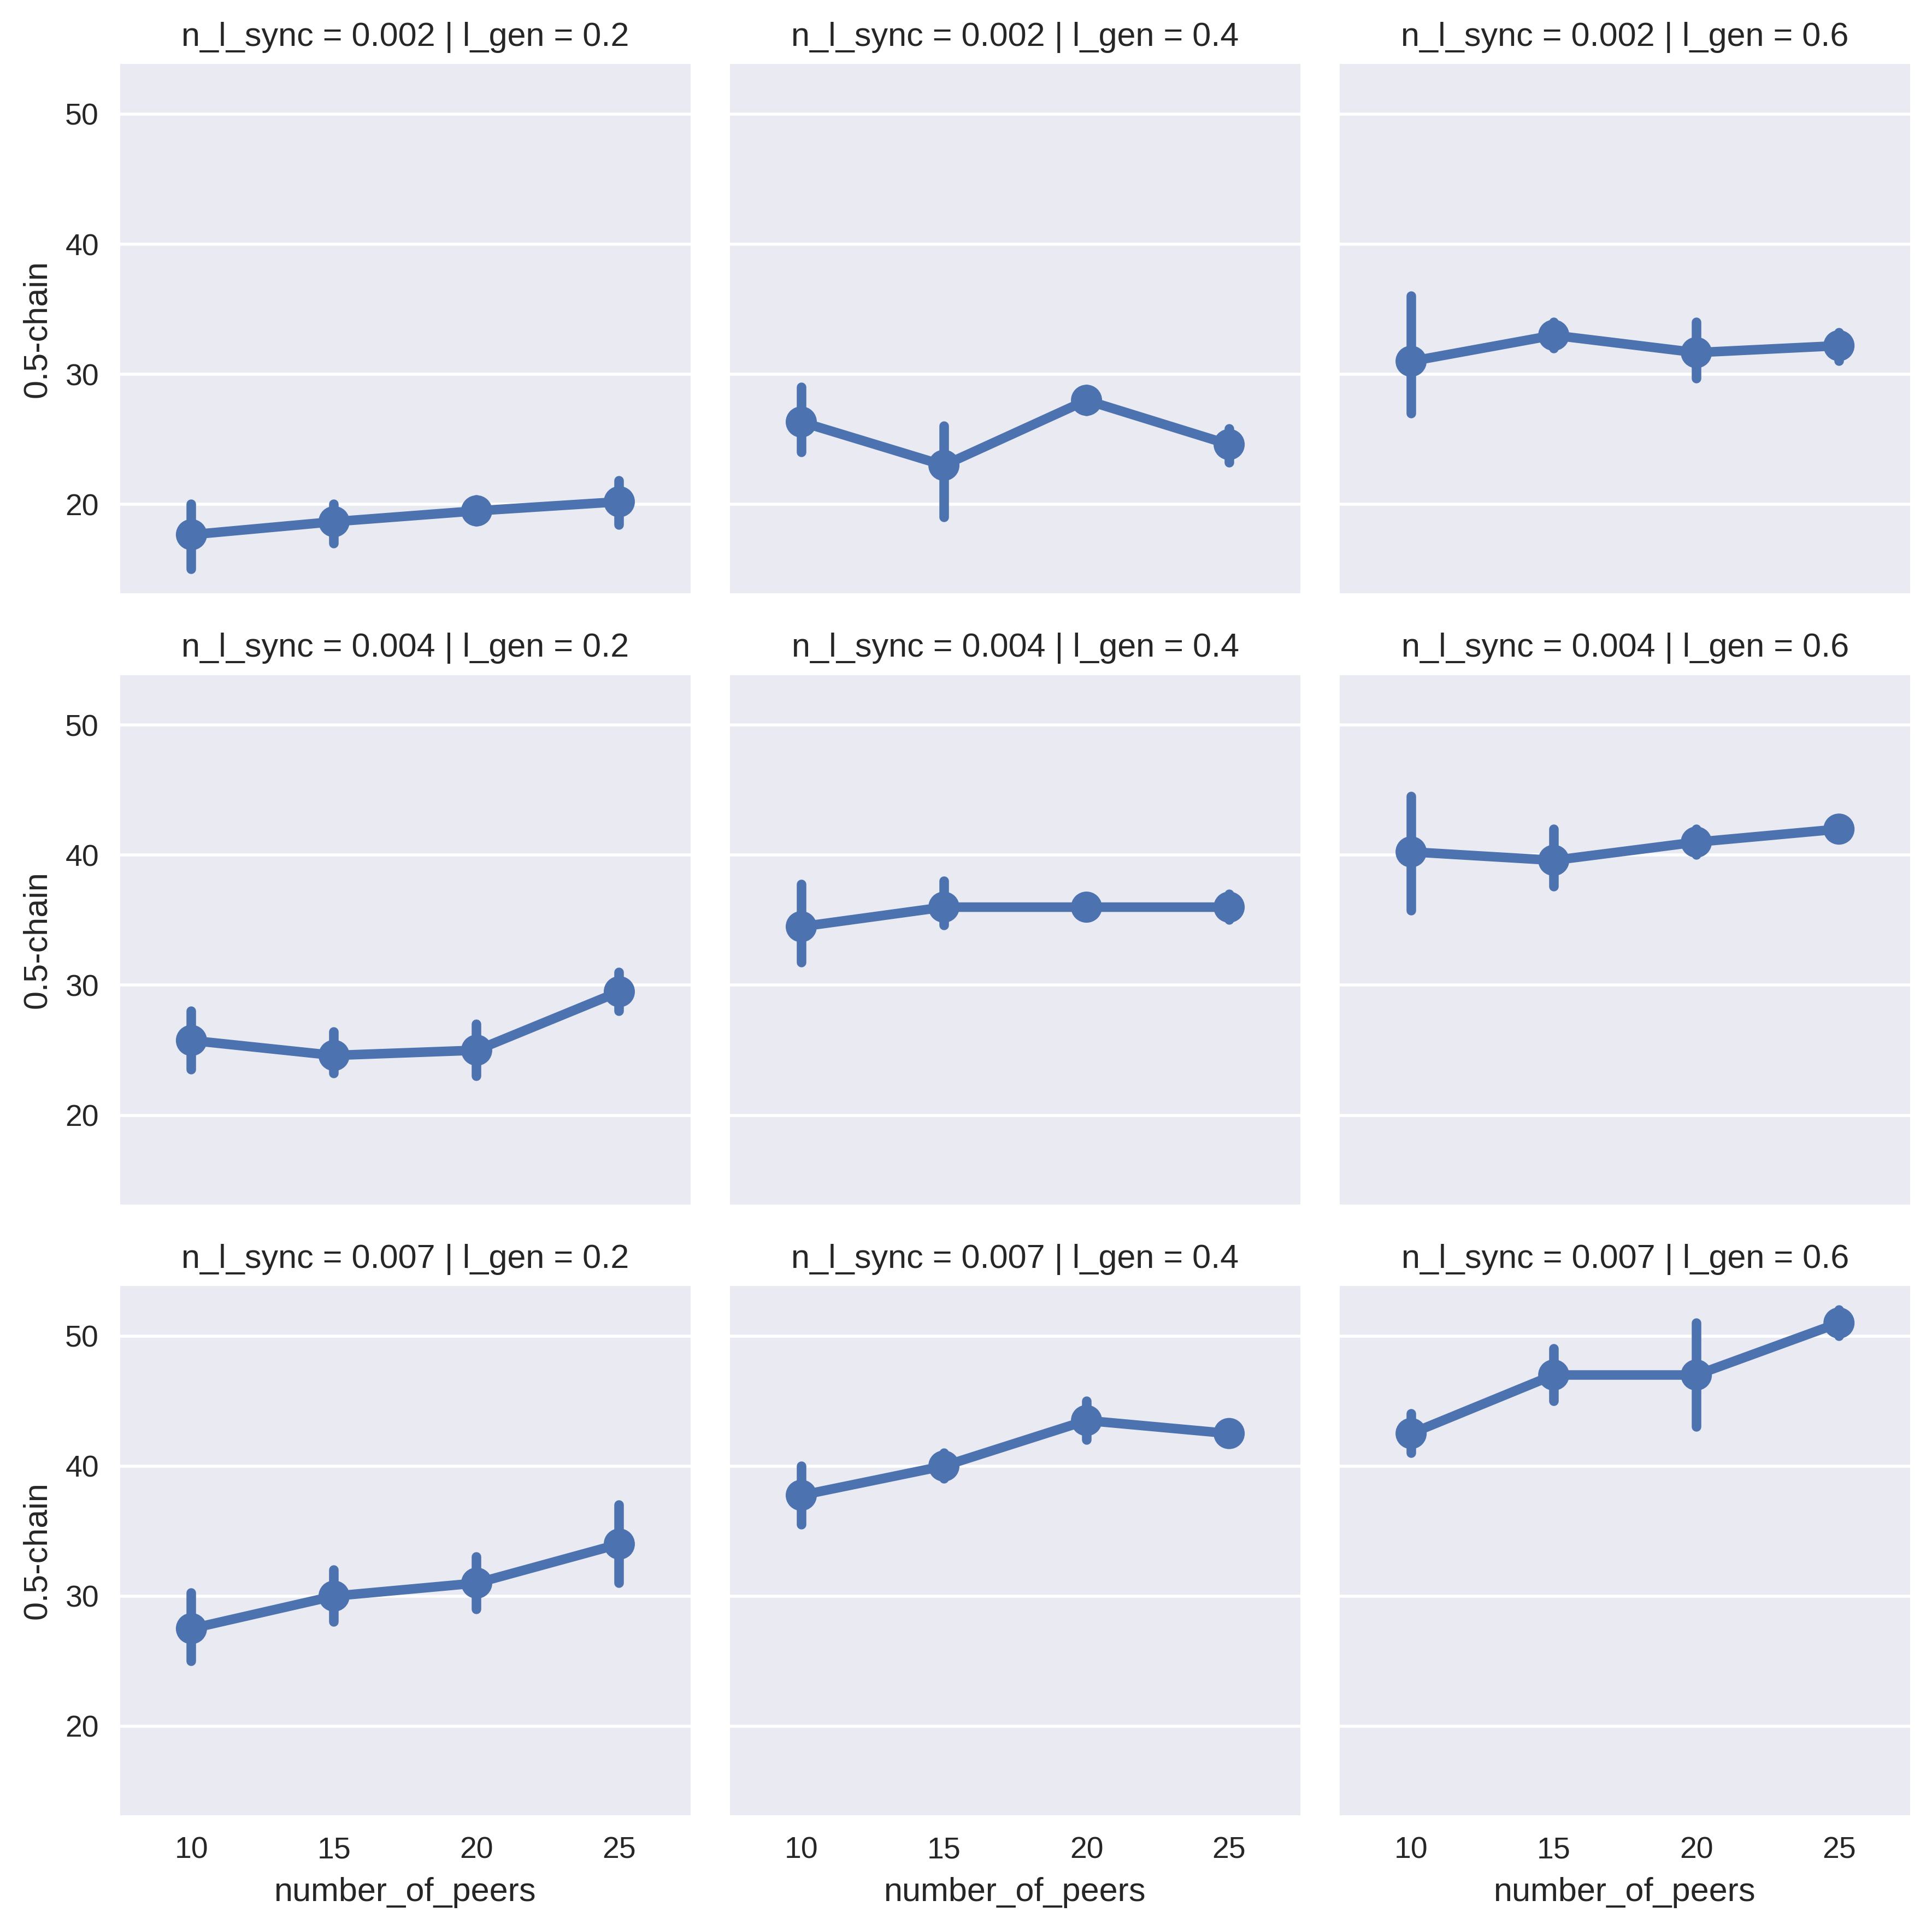 n_l_sync = 0.002 | l_gen = 0.2
n_l_sync = 0.002 | l_gen = 0.4
n_l_sync = 0.002 | l_gen = 0.6
50
40
30
20
0.5-chain
n_l_sync = 0.004 | l_gen = 0.2
n_l_sync = 0.004 | l_gen = 0.4
n_l_sync = 0.004 | l_gen = 0.6
50
40
30
20
0.5-chain
n_l_sync = 0.007 | l_gen = 0.2
n_l_sync = 0.007 | l_gen = 0.4
n_l_sync = 0.007 | l_gen = 0.6
50
40
30
20
0.5-chain
10 15 20 25
10 15 20 25
10 15 20 25
number_of_peers
number_of_peers
number_of_peers